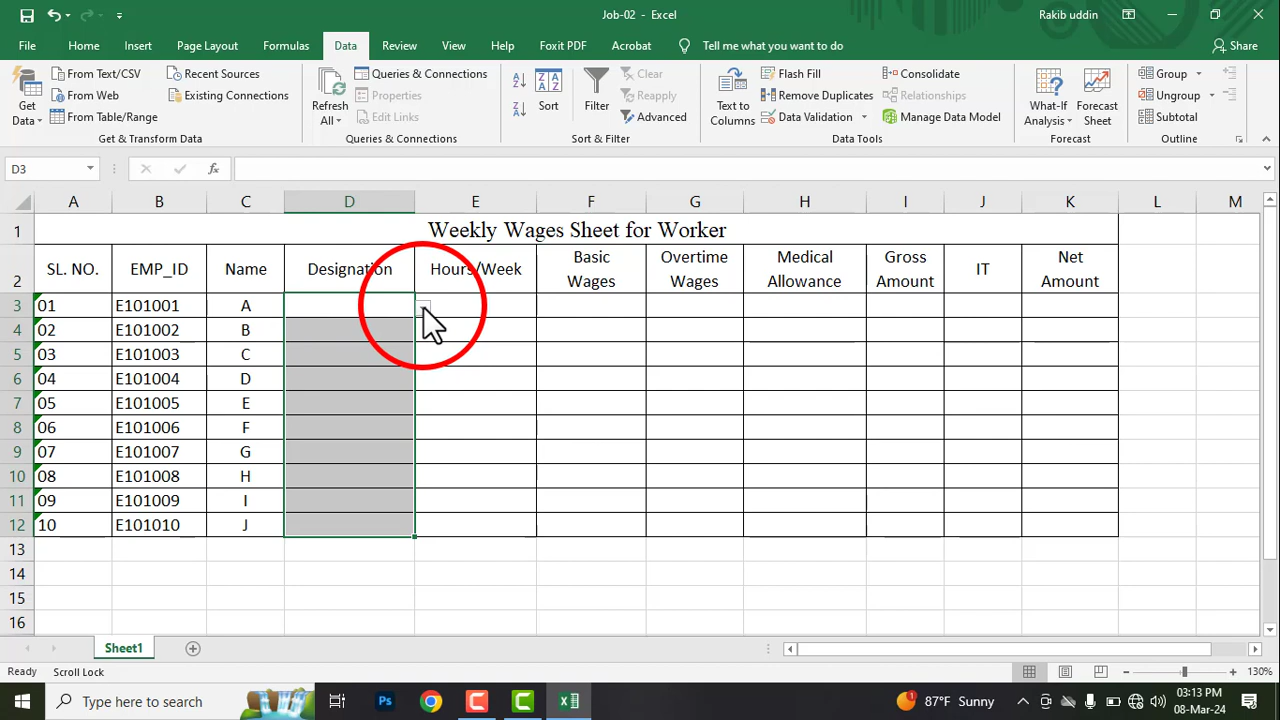 Job-02 - Excel
Rakib uddin
File
Home
Insert
Page Layout
Formulas
Data
Review
View
Help
Foxit PDF
Acrobat
Tell me what you want to do
Share
Get Data
From Text/CSV
From Web
From Table/Range
Recent Sources
Existing Connections
Get & Transform Data
Refresh All
Queries & Connections
Properties
Edit Links
Queries & Connections
Sort
Filter
Clear
Reapply
Advanced
Sort & Filter
Text to Columns
Flash Fill
Remove Duplicates
Data Validation
Consolidate
Relationships
Manage Data Model
Data Tools
What-If Analysis
Forecast Sheet
Forecast
Group
Ungroup
Subtotal
Outline
D3
fx
A B C D E F G H I J K L M
1 Weekly Wages Sheet for Worker
2 SL. NO. EMP_ID Name Designation Hours/Week Basic Wages Overtime Wages Medical Allowance Gross Amount IT Net Amount
3 01 E101001 A
4 02 E101002 B
5 03 E101003 C
6 04 E101004 D
7 05 E101005 E
8 06 E101006 F
9 07 E101007 G
10 08 E101008 H
11 09 E101009 I
12 10 E101010 J
13
14
15
16
Sheet1
Ready
Scroll Lock
130%
Type here to search
Ps
87°F Sunny
1
03:13 PM
08-Mar-24